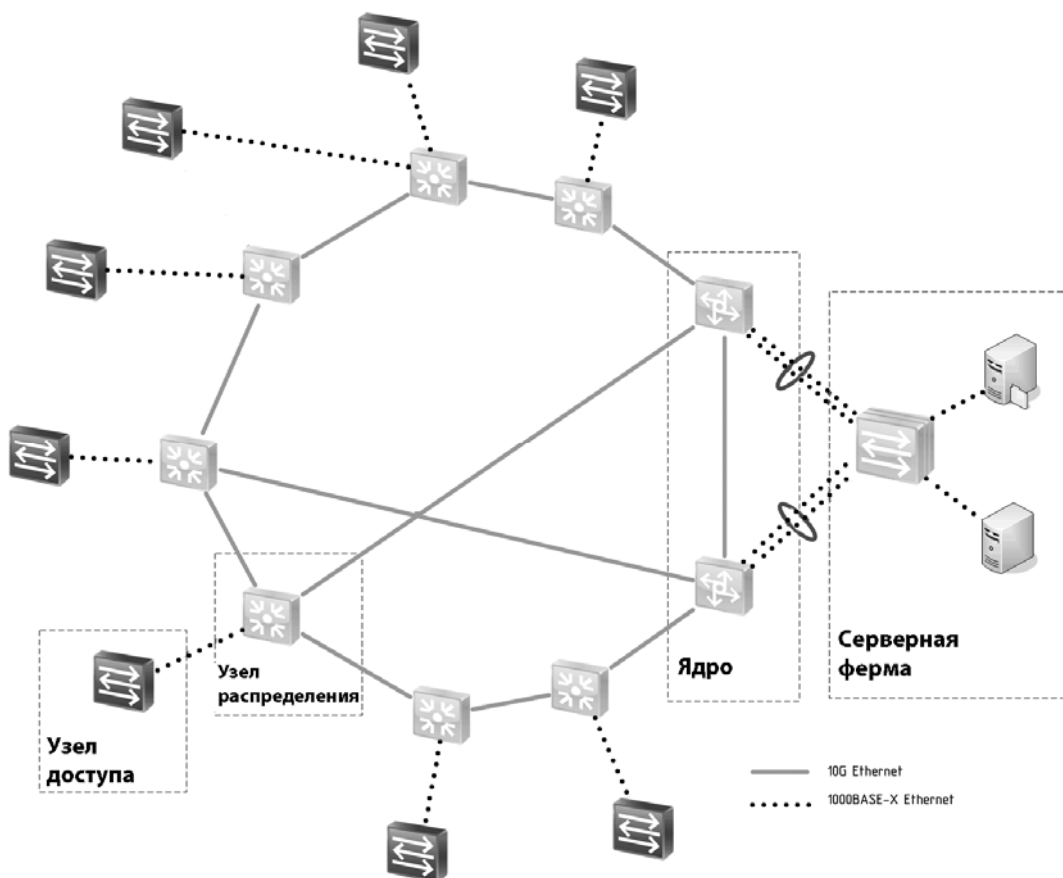 Серверная
ферма
Ядро
Узел
распределения
Узел
доступа
10G Ethernet
1000BASE-X Ethernet